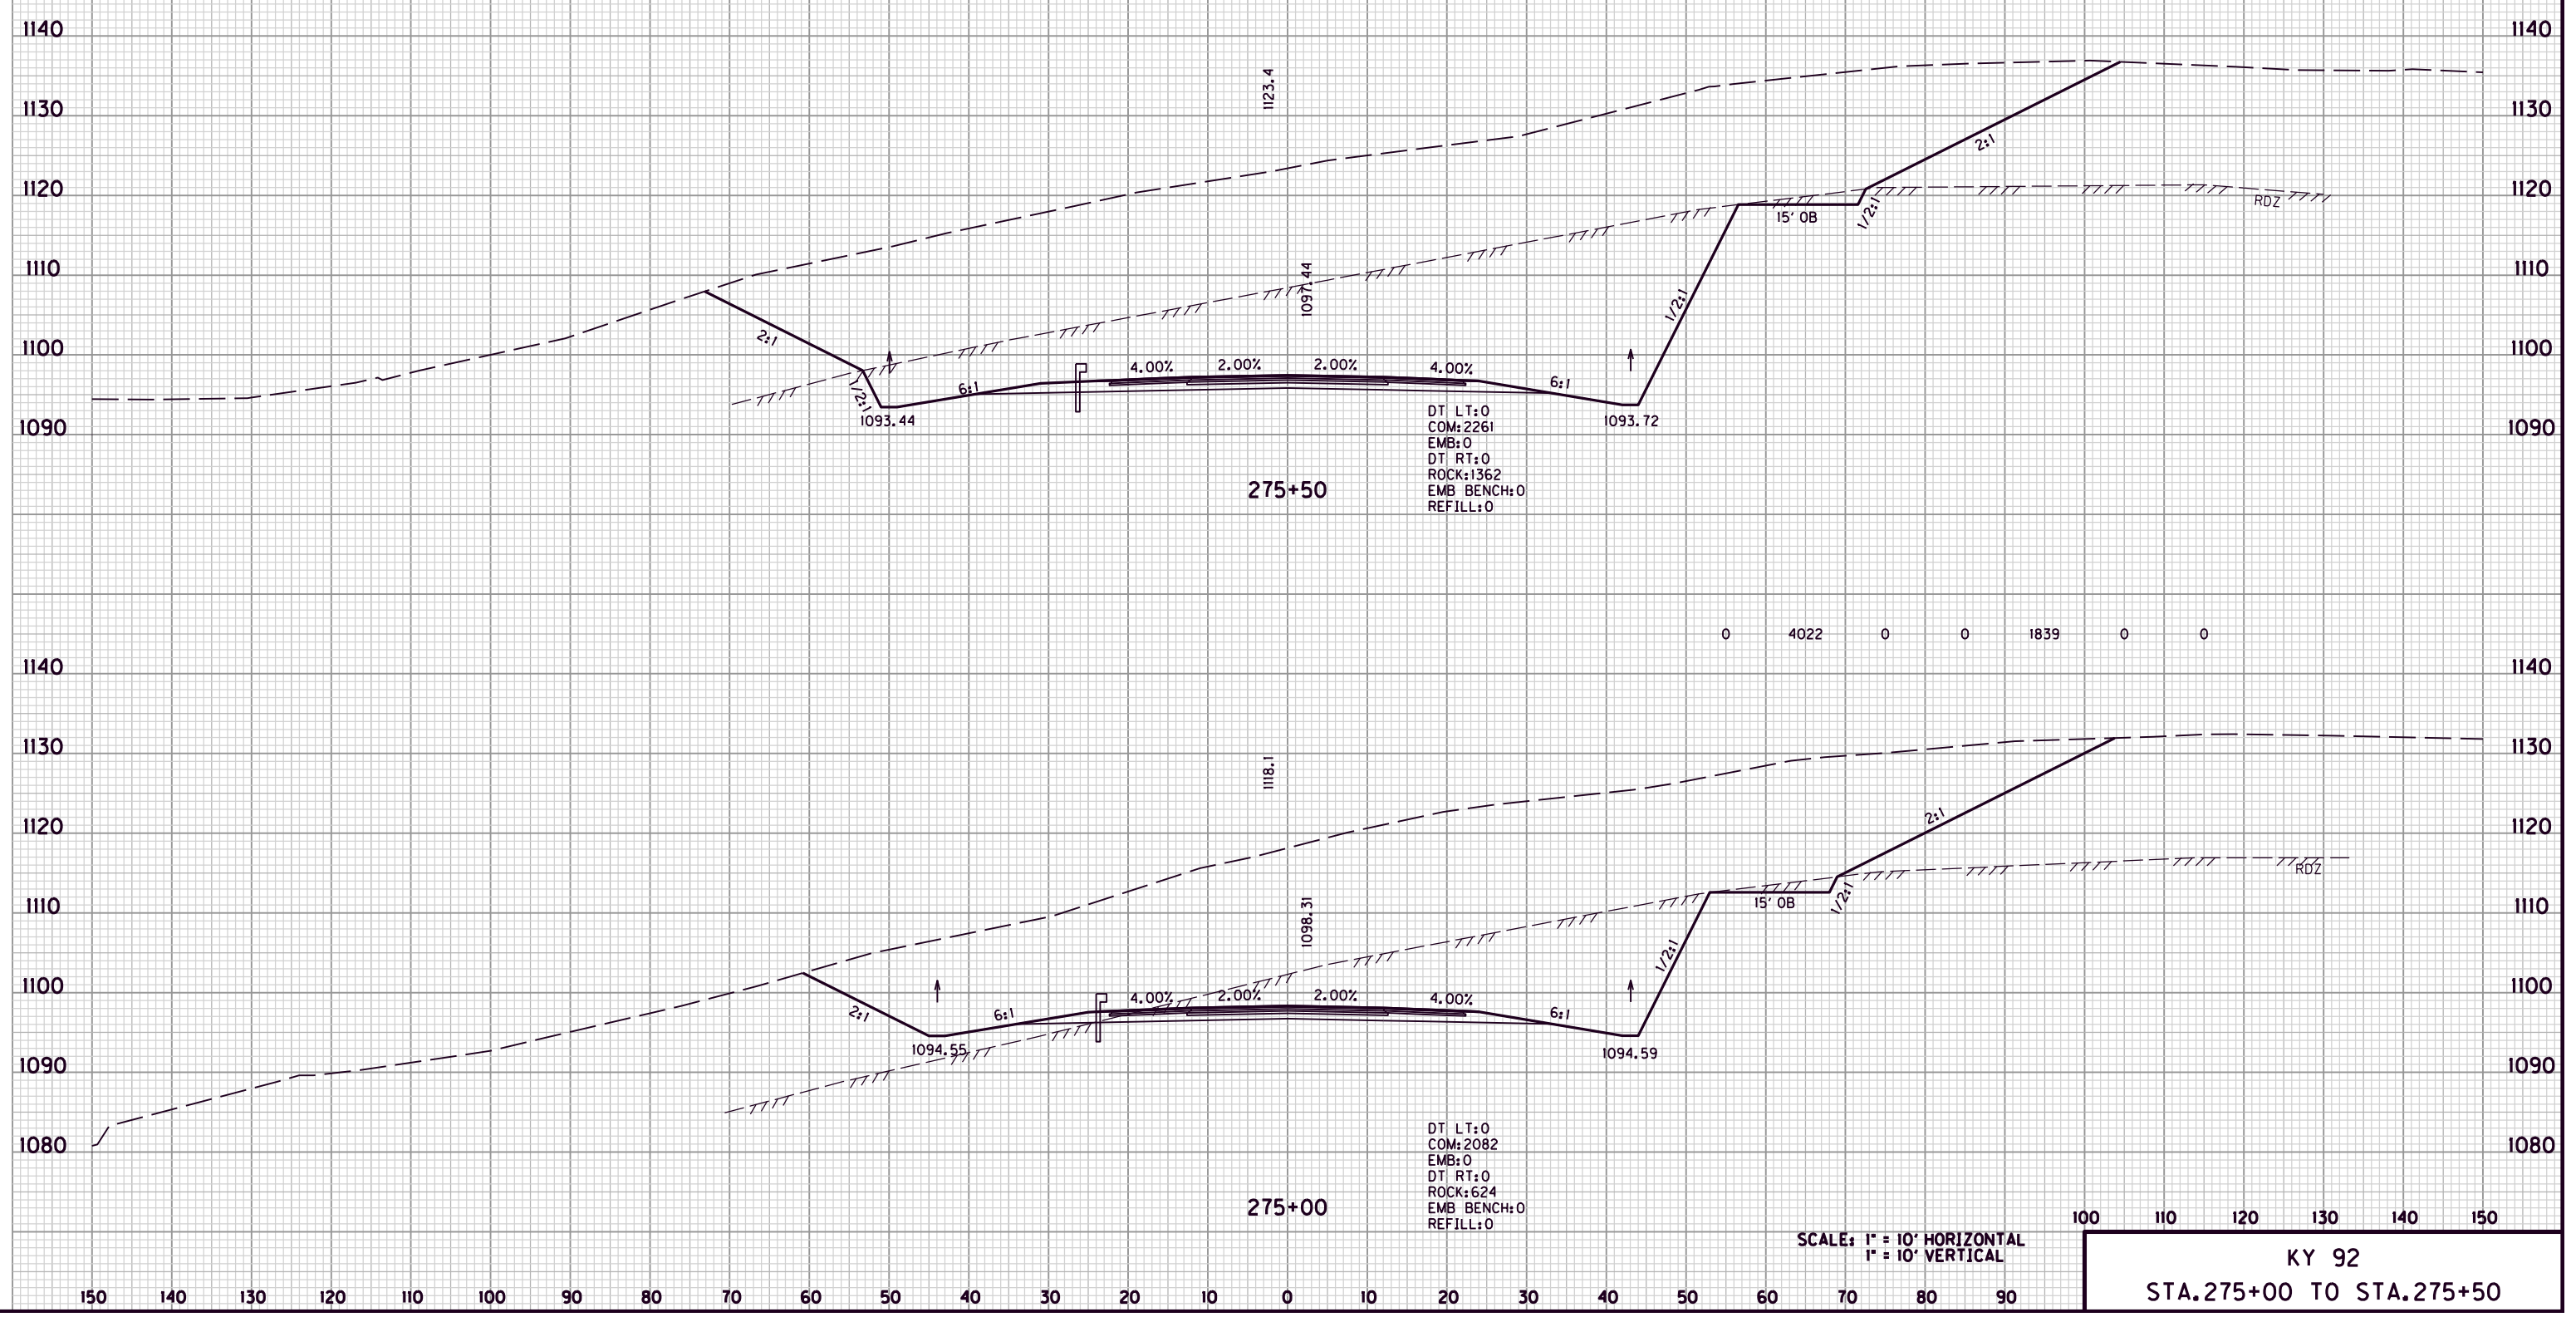 1140 1140
1123.4
1130 1130
2:1
1120 1120
RDZ
15' OB
1/2:1
1110 1110
1097.44
1/2:1
2:1
1100 1100
4.00% 2.00% 2.00% 4.00%
6:1 6:1
1/2:1
1093.44 1093.72
1090 1090
DT LT:0
COM:2261
EMB:0
DT RT:0
ROCK:1362
EMB BENCH:0
REFILL:0
275+50
0 4022 0 0 1839 0 0
1140 1140
1130 1130
1118.1
2:1
1120 1120
RDZ
15' OB
1/2:1
1110 1110
1098.31
1/2:1
1100 1100
4.00% 2.00% 2.00% 4.00%
2:1 6:1 6:1
1094.55 1094.59
1090 1090
1080 1080
DT LT:0
COM:2082
EMB:0
DT RT:0
ROCK:624
EMB BENCH:0
REFILL:0
275+00
100 110 120 130 140 150
SCALE: 1" = 10' HORIZONTAL
1" = 10' VERTICAL
KY 92
STA.275+00 TO STA.275+50
150 140 130 120 110 100 90 80 70 60 50 40 30 20 10 0 10 20 30 40 50 60 70 80 90